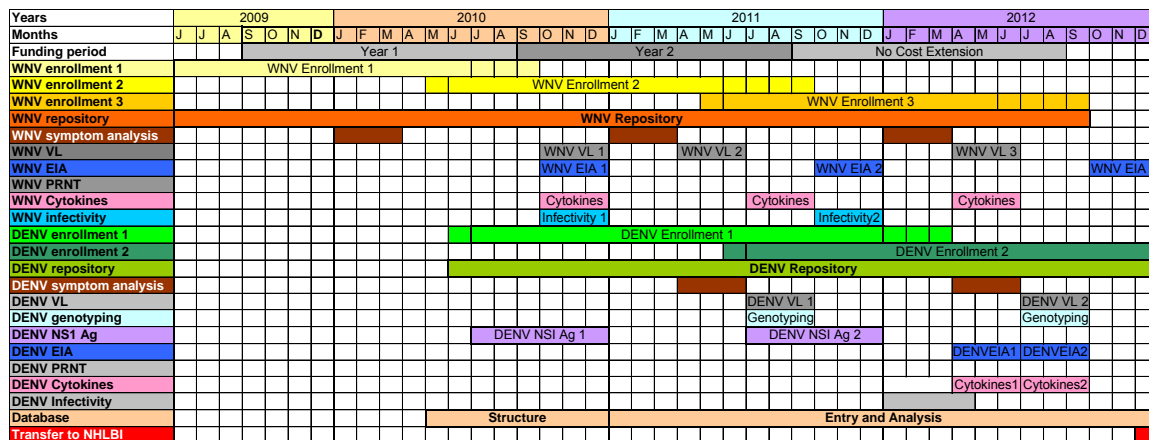 Years 2009 2010 2011 2012
Months J J A S O N D J F M A M J J A S O N D J F M A M J J A S O N D J F M A M J J A S O N D
Funding period Year 1 Year 2 No Cost Extension
WNV enrollment 1 WNV Enrollment 1
WNV enrollment 2 WNV Enrollment 2
WNV enrollment 3 WNV Enrollment 3
WNV repository WNV Repository
WNV symptom analysis
WNV VL WNV VL 1 WNV VL 2 WNV VL 3
WNV EIA WNV EIA 1 WNV EIA 2 WNV EIA
WNV PRNT
WNV Cytokines Cytokines Cytokines Cytokines
WNV infectivity Infectivity 1 Infectivity2
DENV enrollment 1 DENV Enrollment 1
DENV enrollment 2 DENV Enrollment 2
DENV repository DENV Repository
DENV symptom analysis
DENV VL DENV VL 1 DENV VL 2
DENV genotyping Genotyping Genotyping
DENV NS1 Ag DENV NSI Ag 1 DENV NSI Ag 2
DENV EIA DENVEIA1 DENVEIA2
DENV PRNT
DENV Cytokines Cytokines1 Cytokines2
DENV Infectivity
Database Structure Entry and Analysis
Transfer to NHLBI